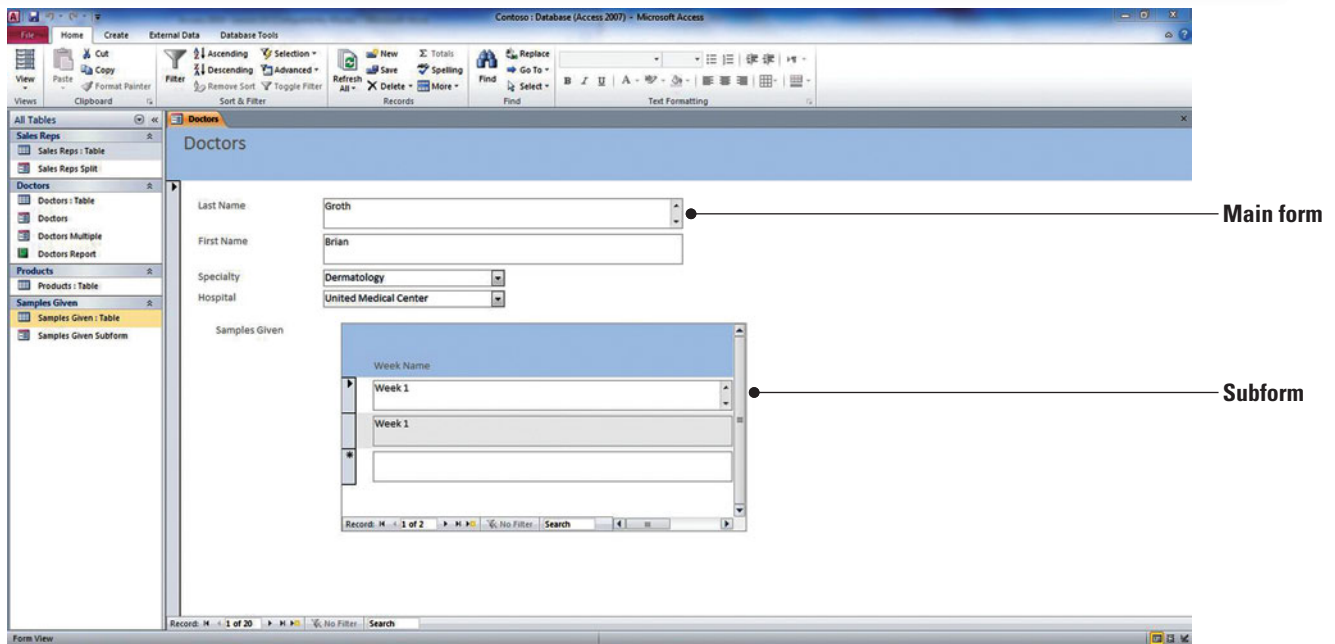 Contoso : Database (Access 2007) - Microsoft Access
File Home Create External Data Database Tools
View
Views
Paste
Cut
Copy
Format Painter
Clipboard
Filter
Ascending
Descending
Remove Sort
Selection
Advanced
Toggle Filter
Sort & Filter
Refresh All
New
Save
Delete
Totals
Spelling
More
Records
Find
Replace
Go To
Select
Find
B I U A
Text Formatting
All Tables
Sales Reps
Sales Reps : Table
Sales Reps Split
Doctors
Doctors : Table
Doctors
Doctors Multiple
Doctors Report
Products
Products : Table
Samples Given
Samples Given : Table
Samples Given Subform
Doctors
Doctors
Last Name Groth
First Name Brian
Specialty Dermatology
Hospital United Medical Center
Samples Given
Week Name
Week 1
Week 1
Record: 1 of 2 No Filter Search
Record: 1 of 20 No Filter Search
Form View
Main form
Subform